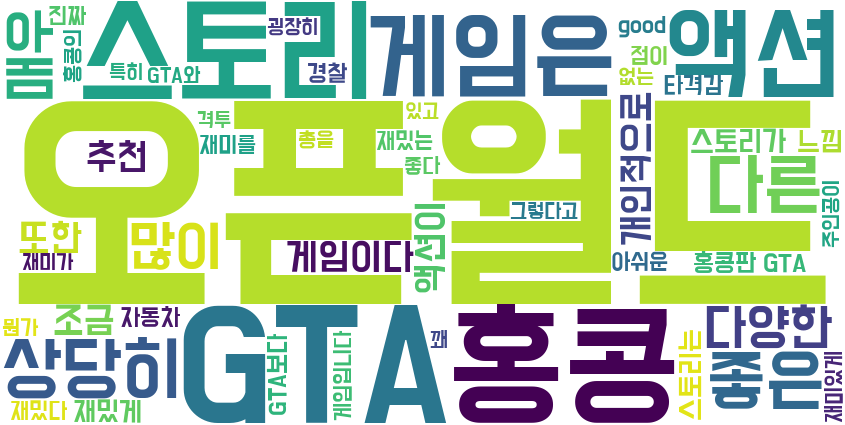 아
봄
진짜
홍콩의
스토리
굉장히
특히
GTA와
경찰
게임은
good
점이
없는
타격감
액션
오픈월드
추천
격투
재미를
총을
있고
재밌는
좋다
개인적으로
스토리가
느낌
다른
주인공이
그렇다고
또한
많이
재미가
게임이다
액션이
아쉬운
홍콩판 GTA
뭔가
조금
자동차
상당히
재밌다
재밌게
GTA
GTA보다
게임입니다
꽤
홍콩
스토리는
다양한
좋은
재미있게